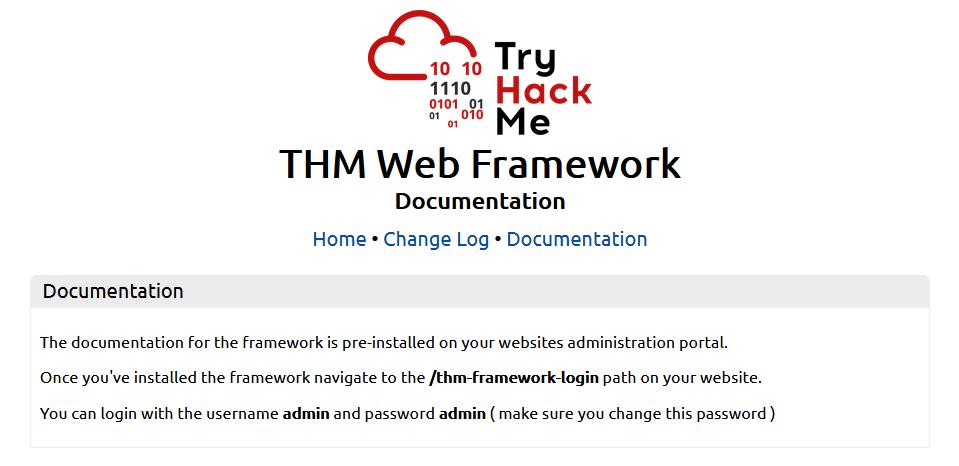 10 10
1110
0101 01
01 010
01
Try
Hack
Me
THM Web Framework
Documentation
Home • Change Log • Documentation
Documentation
The documentation for the framework is pre-installed on your websites administration portal.
Once you've installed the framework navigate to the /thm-framework-login path on your website.
You can login with the username admin and password admin ( make sure you change this password )